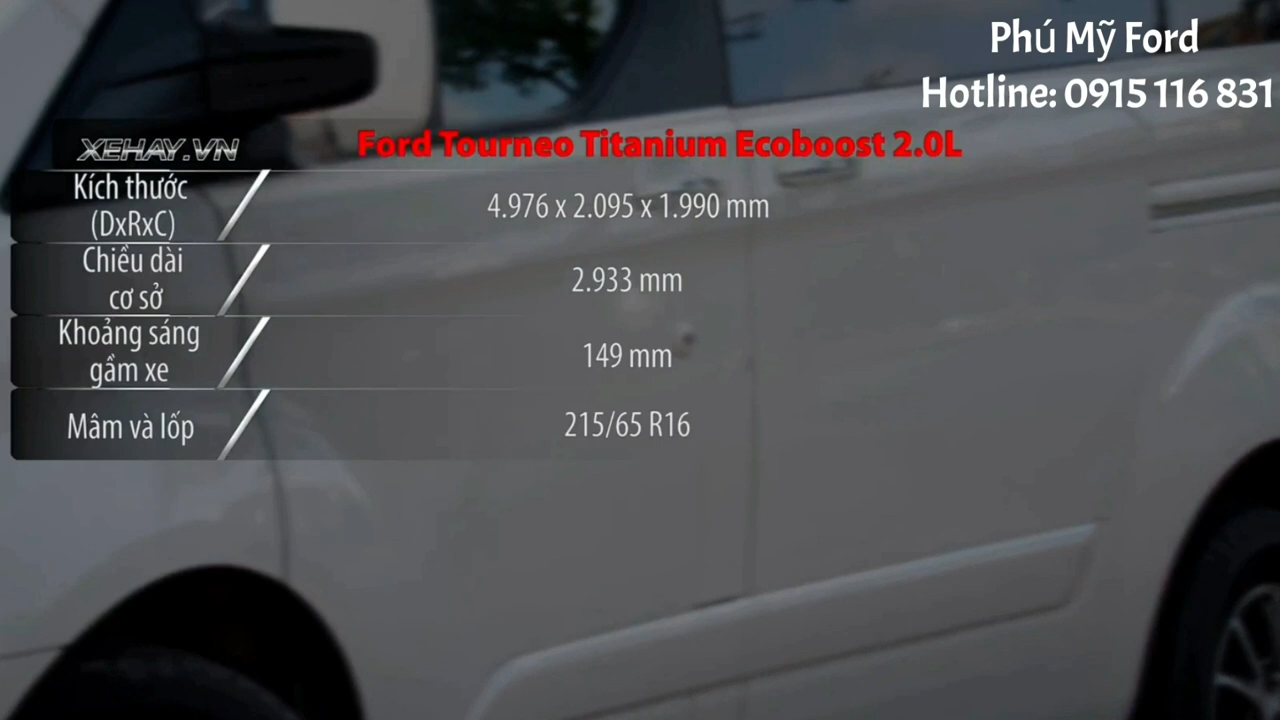 Phú Mỹ Ford
Hotline: 0915 116 831
XEHAY.VN
Ford Tourneo Titanium Ecoboost 2.0L
Kích thước
(DxRxC)
4.976 x 2.095 x 1.990 mm
Chiều dài
cơ sở
2.933 mm
Khoảng sáng
gầm xe
149 mm
Mâm và lốp
215/65 R16